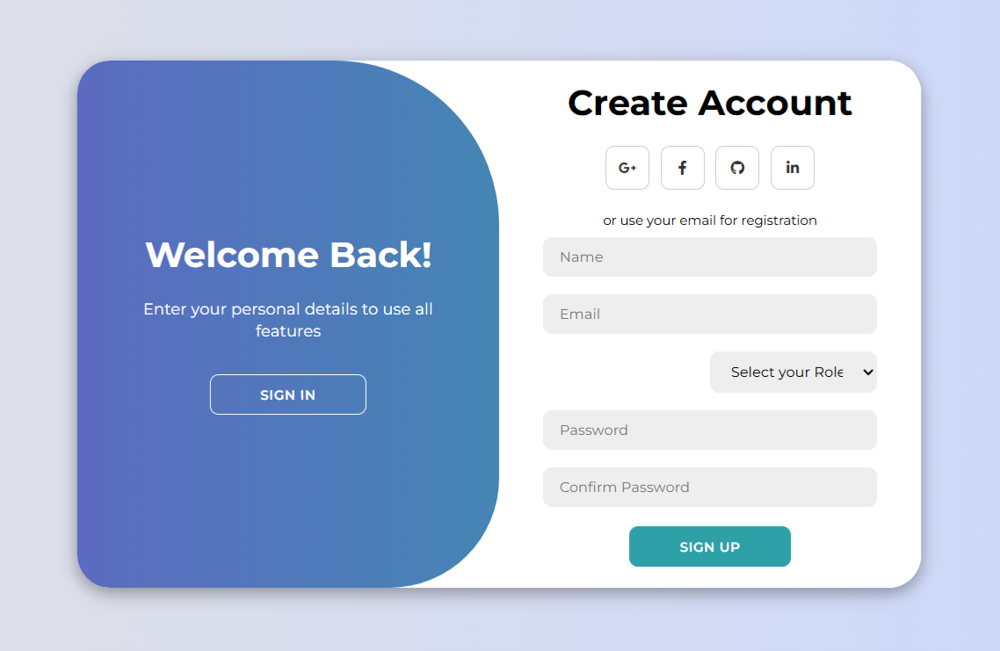 Welcome Back!
Enter your personal details to use all
features
SIGN IN
Create Account
G+ f in
or use your email for registration
Name
Email
Select your Role
Password
Confirm Password
SIGN UP